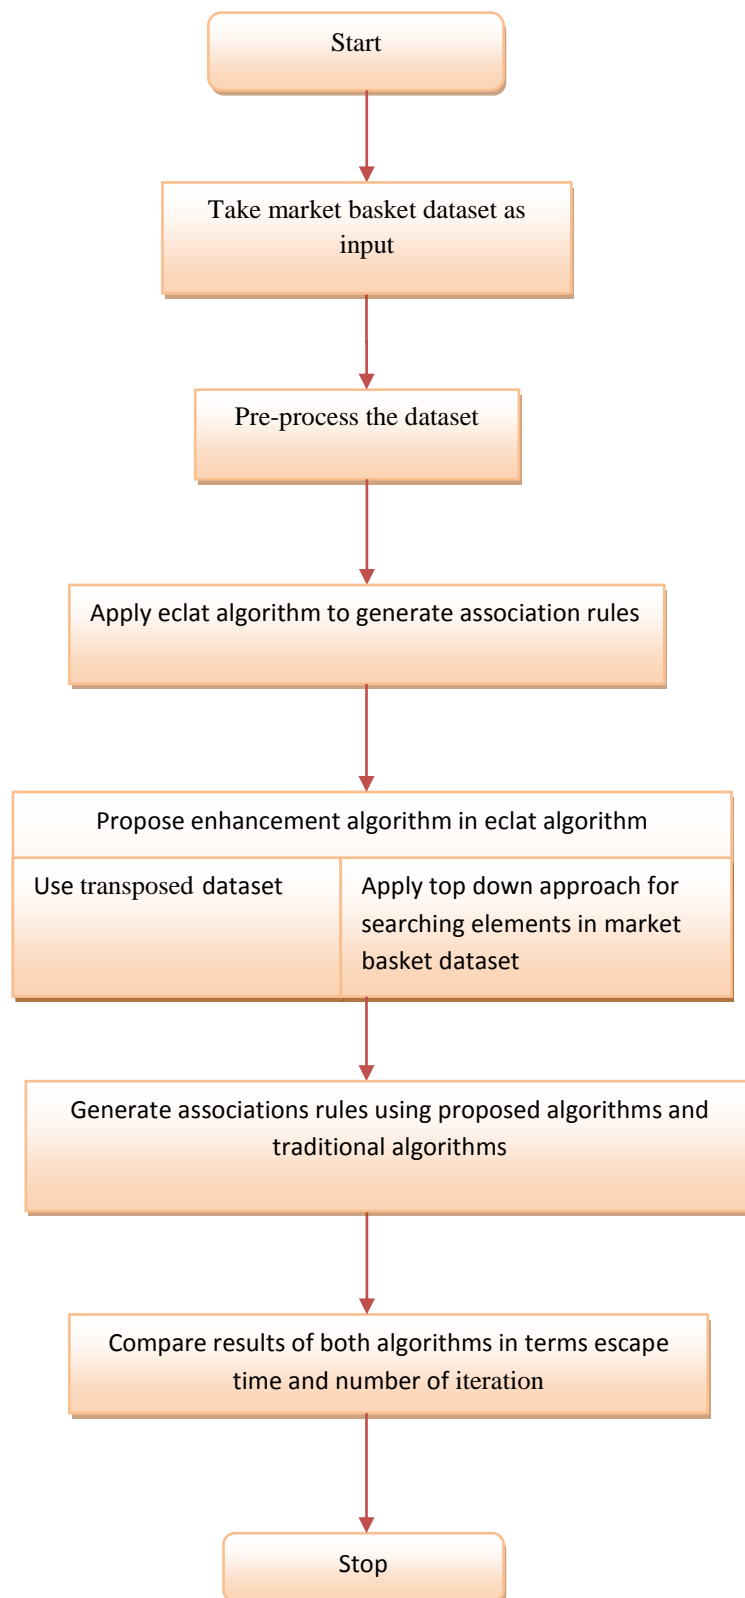 Start
Take market basket dataset as
input
Pre-process the dataset
Apply eclat algorithm to generate association rules
Propose enhancement algorithm in eclat algorithm
Use transposed dataset
Apply top down approach for
searching elements in market
basket dataset
Generate associations rules using proposed algorithms and
traditional algorithms
Compare results of both algorithms in terms escape
time and number of iteration
Stop